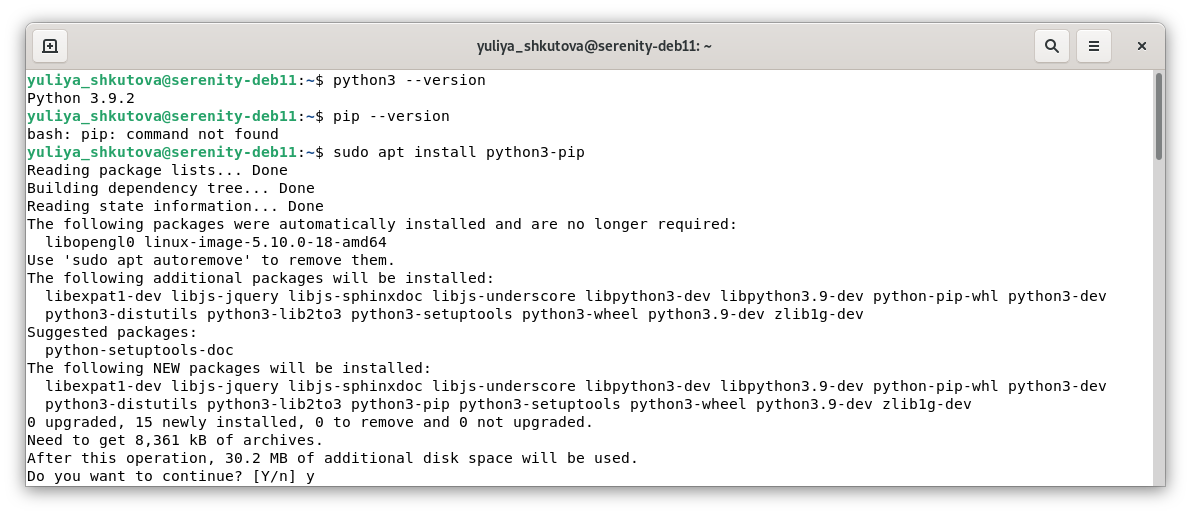 yuliya_shkutova@serenity-deb11: ~
yuliya_shkutova@serenity-deb11:~$ python3 --version
Python 3.9.2
yuliya_shkutova@serenity-deb11:~$ pip --version
bash: pip: command not found
yuliya_shkutova@serenity-deb11:~$ sudo apt install python3-pip
Reading package lists... Done
Building dependency tree... Done
Reading state information... Done
The following packages were automatically installed and are no longer required:
  libopengl0 linux-image-5.10.0-18-amd64
Use 'sudo apt autoremove' to remove them.
The following additional packages will be installed:
  libexpat1-dev libjs-jquery libjs-sphinxdoc libjs-underscore libpython3-dev libpython3.9-dev python-pip-whl python3-dev
  python3-distutils python3-lib2to3 python3-setuptools python3-wheel python3.9-dev zlib1g-dev
Suggested packages:
  python-setuptools-doc
The following NEW packages will be installed:
  libexpat1-dev libjs-jquery libjs-sphinxdoc libjs-underscore libpython3-dev libpython3.9-dev python-pip-whl python3-dev
  python3-distutils python3-lib2to3 python3-pip python3-setuptools python3-wheel python3.9-dev zlib1g-dev
0 upgraded, 15 newly installed, 0 to remove and 0 not upgraded.
Need to get 8,361 kB of archives.
After this operation, 30.2 MB of additional disk space will be used.
Do you want to continue? [Y/n] y